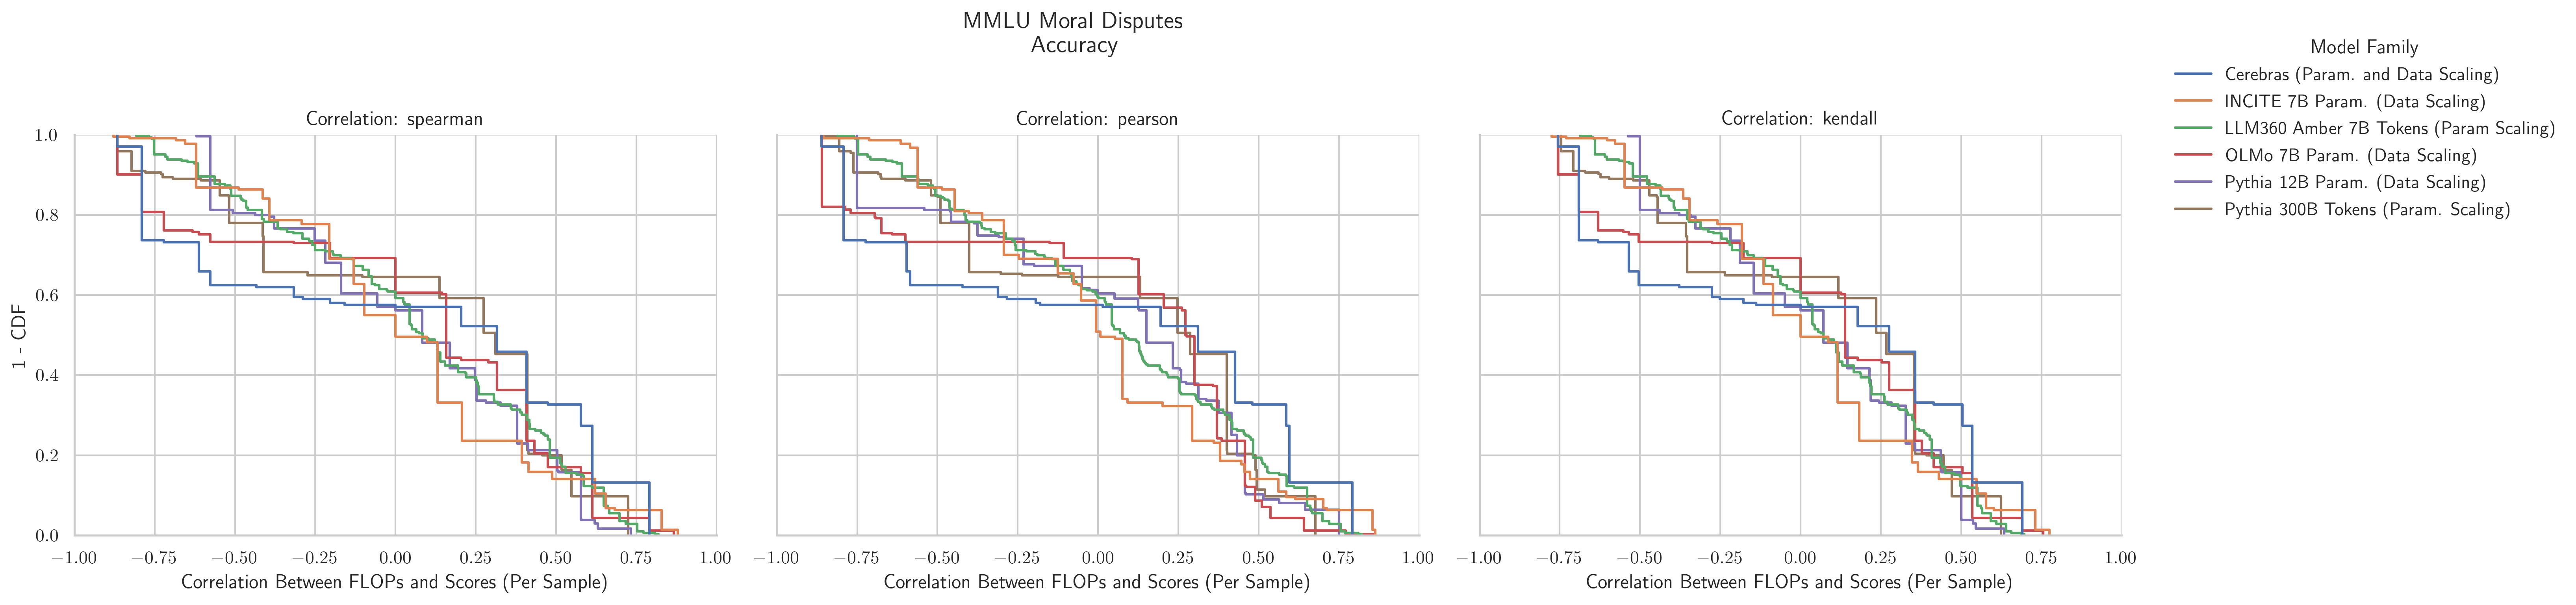 MMLU Moral Disputes
Accuracy
Model Family
Cerebras (Param. and Data Scaling)
INCITE 7B Param. (Data Scaling)
LLM360 Amber 7B Tokens (Param Scaling)
OLMo 7B Param. (Data Scaling)
Pythia 12B Param. (Data Scaling)
Pythia 300B Tokens (Param. Scaling)
Correlation: spearman
Correlation: pearson
Correlation: kendall
1 - CDF
1.0
0.8
0.6
0.4
0.2
0.0
−1.00 −0.75 −0.50 −0.25 0.00 0.25 0.50 0.75 1.00
−1.00 −0.75 −0.50 −0.25 0.00 0.25 0.50 0.75 1.00
−1.00 −0.75 −0.50 −0.25 0.00 0.25 0.50 0.75 1.00
Correlation Between FLOPs and Scores (Per Sample)
Correlation Between FLOPs and Scores (Per Sample)
Correlation Between FLOPs and Scores (Per Sample)